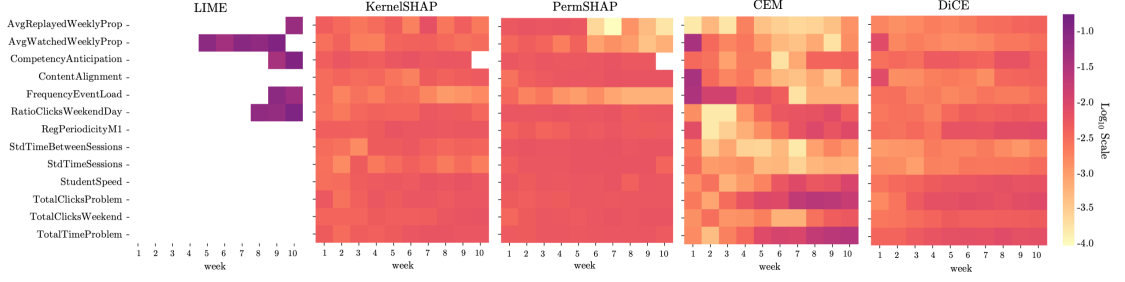 LIME
KernelSHAP
PermSHAP
CEM
DiCE
AvgReplayedWeeklyProp
AvgWatchedWeeklyProp
CompetencyAnticipation
ContentAlignment
FrequencyEventLoad
RatioClicksWeekendDay
RegPeriodicityM1
StdTimeBetweenSessions
StdTimeSessions
StudentSpeed
TotalClicksProblem
TotalClicksWeekend
TotalTimeProblem
1 2 3 4 5 6 7 8 9 10
week
1 2 3 4 5 6 7 8 9 10
week
1 2 3 4 5 6 7 8 9 10
week
1 2 3 4 5 6 7 8 9 10
week
1 2 3 4 5 6 7 8 9 10
week
-1.0
-1.5
-2.0
-2.5
-3.0
-3.5
-4.0
Log₁₀ Scale